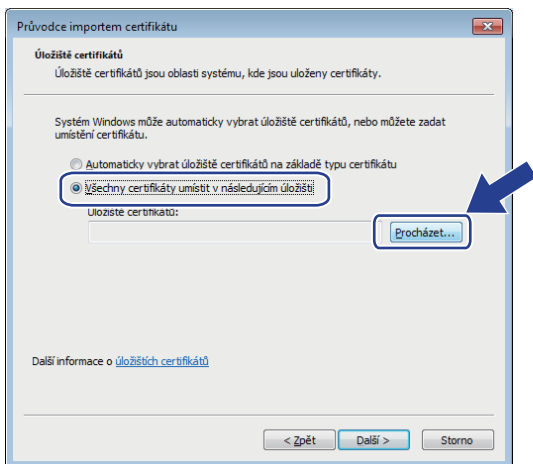 Průvodce importem certifikátu
Úložiště certifikátů
Úložiště certifikátů jsou oblasti systému, kde jsou uloženy certifikáty.
Systém Windows může automaticky vybrat úložiště certifikátů, nebo můžete zadat
umístění certifikátu.
Automaticky vybrat úložiště certifikátů na základě typu certifikátu
Všechny certifikáty umístit v následujícím úložišti
Úložiště certifikátů:
Procházet...
Další informace o úložištích certifikátů
< Zpět
Další >
Storno